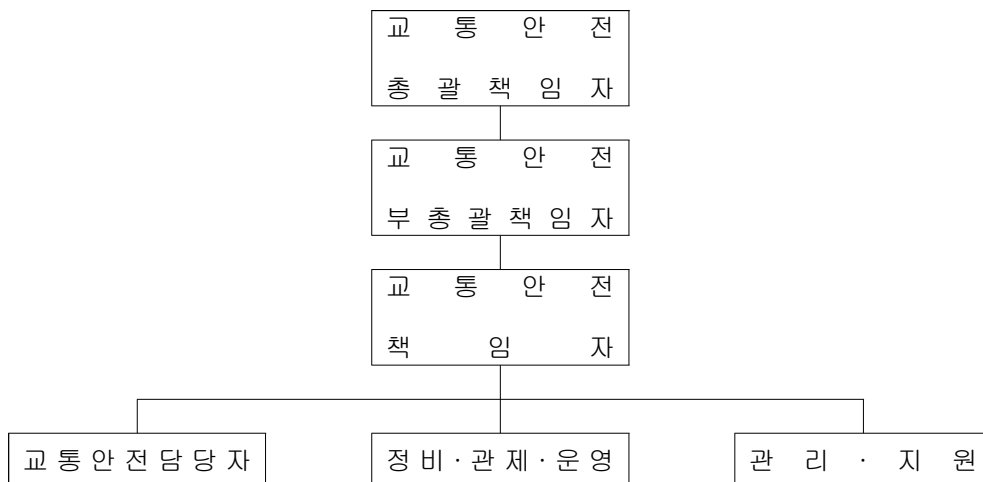 교 통 안 전
총 괄 책 임 자
교 통 안 전
부 총 괄 책 임 자
교 통 안 전
책 임 자
교 통 안 전 담 당 자
정 비 · 관 제 · 운 영
관 리 · 지 원